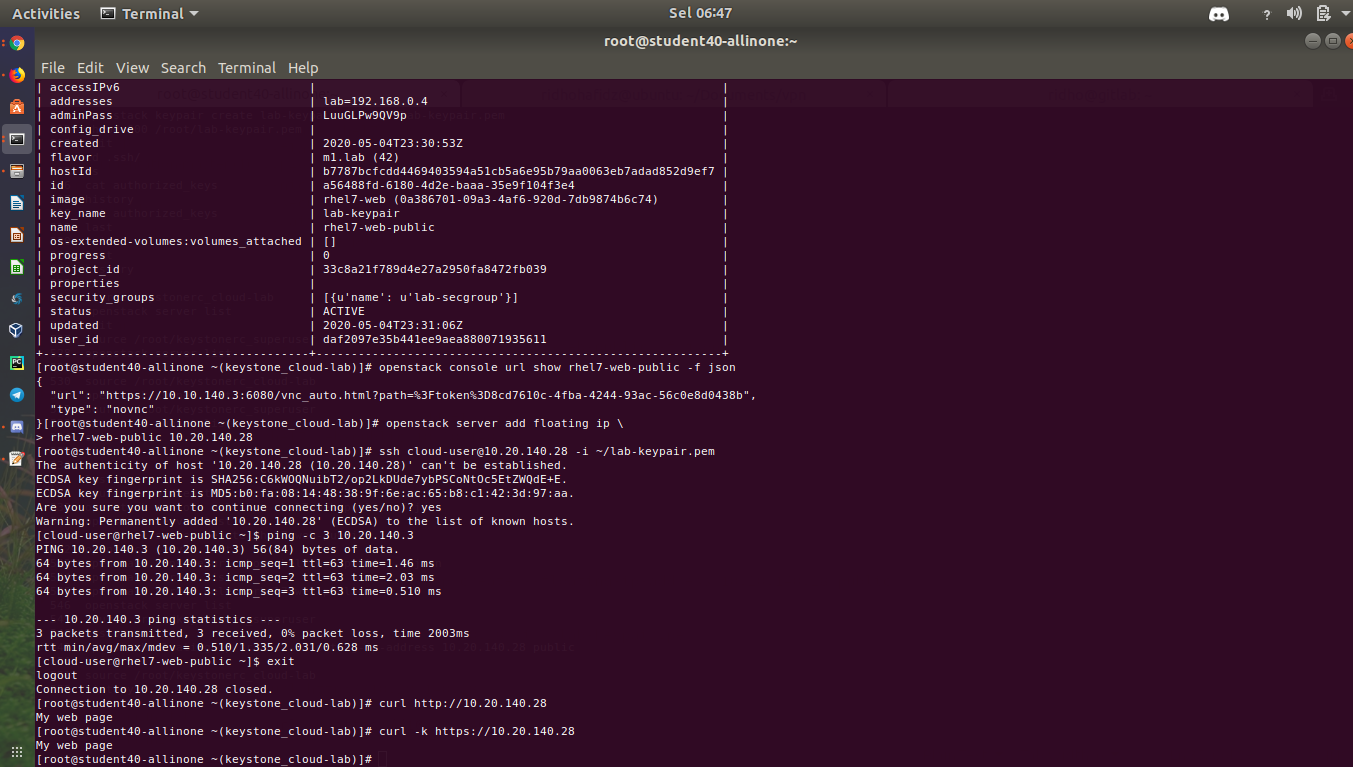 Activities Terminal Sel 06:47 ?
root@student40-allinone:~
File Edit View Search Terminal Help
| accessIPv6 | |
| addresses | lab=192.168.0.4 |
| adminPass | LuuGLPw9QV9p |
| config_drive | |
| created | 2020-05-04T23:30:53Z |
| flavor | m1.lab (42) |
| hostId | b7787bcfcdd4469403594a51cb5a6e95b79aa0063eb7adad852d9ef7 |
| id | a56488fd-6180-4d2e-baaa-35e9f104f3e4 |
| image | rhel7-web (0a386701-09a3-4af6-920d-7db9874b6c74) |
| key_name | lab-keypair |
| name | rhel7-web-public |
| os-extended-volumes:volumes_attached | [] |
| progress | 0 |
| project_id | 33c8a21f789d4e27a2950fa8472fb039 |
| properties | |
| security_groups | [{u'name': u'lab-secgroup'}] |
| status | ACTIVE |
| updated | 2020-05-04T23:31:06Z |
| user_id | daf2097e35b441ee9aea880071935611 |
+--------------------------------------+----------------------------------------------------------+
[root@student40-allinone ~(keystone_cloud-lab)]# openstack console url show rhel7-web-public -f json
{
"url": "https://10.10.140.3:6080/vnc_auto.html?path=%3Ftoken%3D8cd7610c-4fba-4244-93ac-56c0e8d0438b",
"type": "novnc"
}[root@student40-allinone ~(keystone_cloud-lab)]# openstack server add floating ip \
> rhel7-web-public 10.20.140.28
[root@student40-allinone ~(keystone_cloud-lab)]# ssh cloud-user@10.20.140.28 -i ~/lab-keypair.pem
The authenticity of host '10.20.140.28 (10.20.140.28)' can't be established.
ECDSA key fingerprint is SHA256:C6kWOQNuibT2/op2LkDUde7ybPSCoNtOc5EtZWQdE+E.
ECDSA key fingerprint is MD5:b0:fa:08:14:48:38:9f:6e:ac:65:b8:c1:42:3d:97:aa.
Are you sure you want to continue connecting (yes/no)? yes
Warning: Permanently added '10.20.140.28' (ECDSA) to the list of known hosts.
[cloud-user@rhel7-web-public ~]$ ping -c 3 10.20.140.3
PING 10.20.140.3 (10.20.140.3) 56(84) bytes of data.
64 bytes from 10.20.140.3: icmp_seq=1 ttl=63 time=1.46 ms
64 bytes from 10.20.140.3: icmp_seq=2 ttl=63 time=2.03 ms
64 bytes from 10.20.140.3: icmp_seq=3 ttl=63 time=0.510 ms
--- 10.20.140.3 ping statistics ---
3 packets transmitted, 3 received, 0% packet loss, time 2003ms
rtt min/avg/max/mdev = 0.510/1.335/2.031/0.628 ms
[cloud-user@rhel7-web-public ~]$ exit
logout
Connection to 10.20.140.28 closed.
[root@student40-allinone ~(keystone_cloud-lab)]# curl http://10.20.140.28
My web page
[root@student40-allinone ~(keystone_cloud-lab)]# curl -k https://10.20.140.28
My web page
[root@student40-allinone ~(keystone_cloud-lab)]#